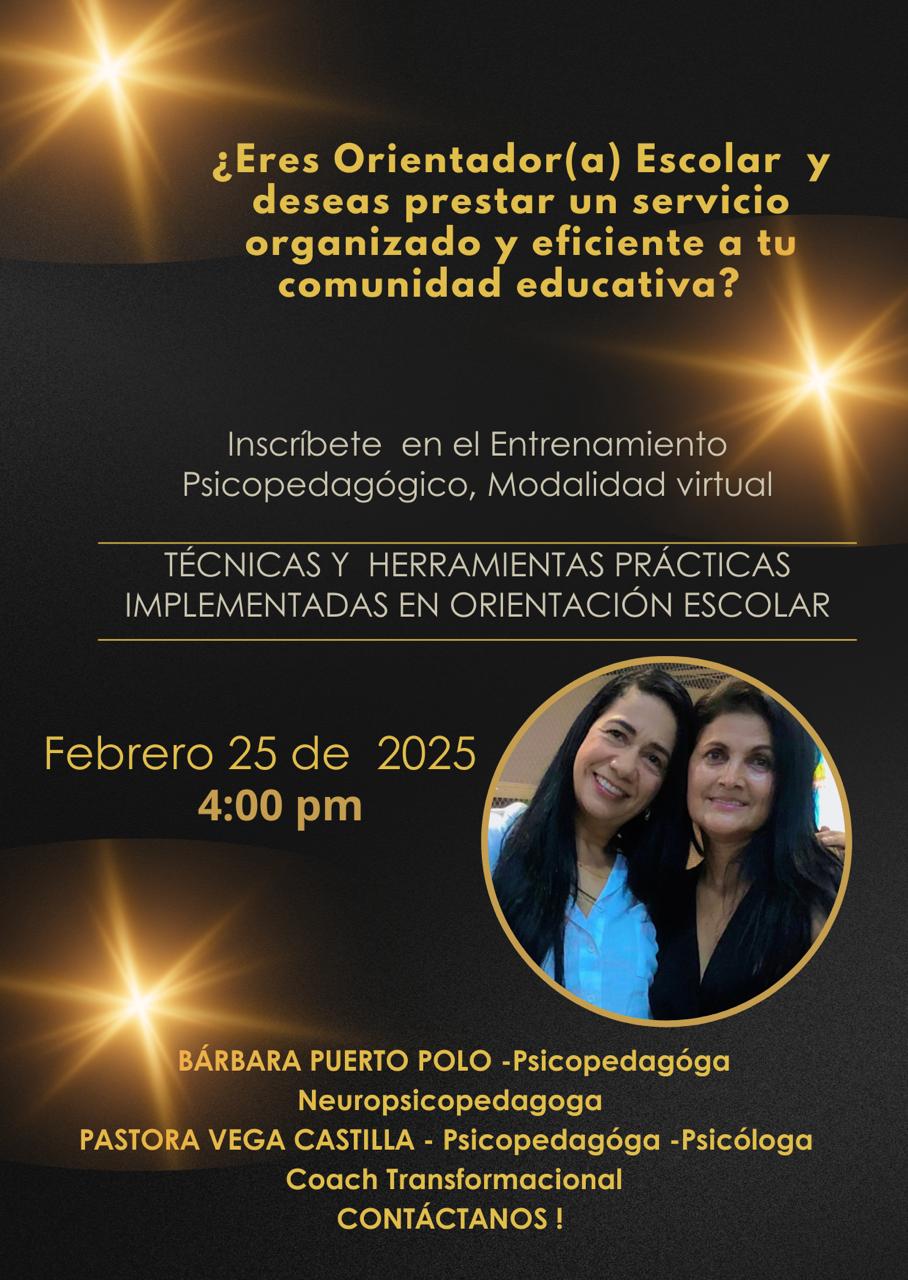 ¿Eres Orientador(a) Escolar y
deseas prestar un servicio
organizado y eficiente a tu
comunidad educativa?
Inscríbete en el Entrenamiento
Psicopedagógico, Modalidad virtual
TÉCNICAS Y HERRAMIENTAS PRÁCTICAS
IMPLEMENTADAS EN ORIENTACIÓN ESCOLAR
Febrero 25 de 2025
4:00 pm
BÁRBARA PUERTO POLO -Psicopedagóga
Neuropsicopedagoga
PASTORA VEGA CASTILLA - Psicopedagóga -Psicóloga
Coach Transformacional
CONTÁCTANOS !